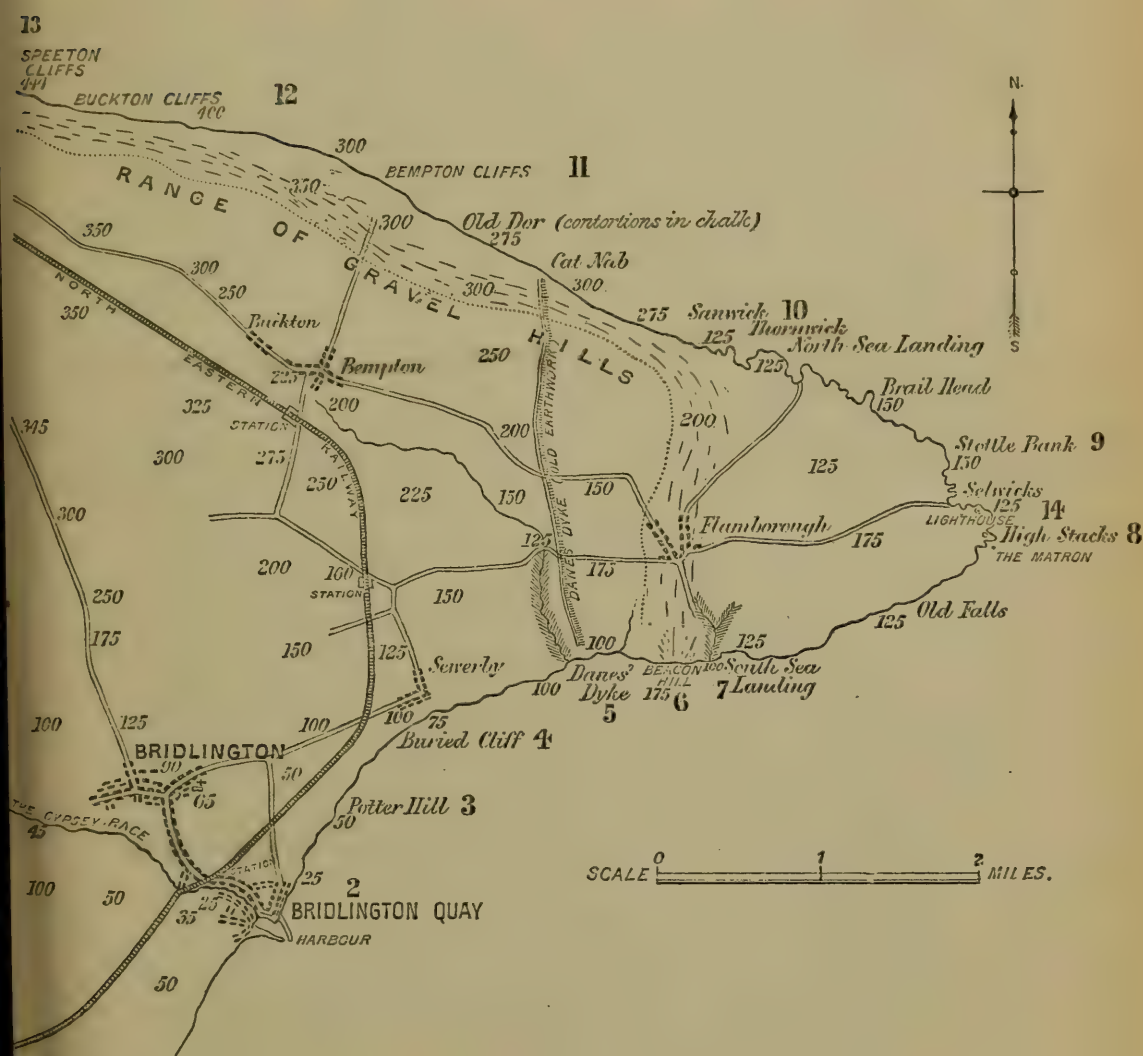 13
SPEETON
CLIFFS
441
BUCKTON CLIFFS
400
12
300
BEMPTON CLIFFS 11
350
RANGE OF GRAVEL HILLS
300
Old Dor (contortions in chalk)
275
Cat Nab
300
300
275
Sanwick 10
125
Thornwick
North Sea Landing
125
Brail Head
150
Stottle Bank 9
150
Selwicks
125
14
LIGHTHOUSE
High Stacks 8
THE MATRON
Old Falls
125
N.
S
350
300
250
NORTH EASTERN RAILWAY
350
Buckton
225
Bempton
200
250
325
STATION
345
300
275
250
225
200
DANES DYKE OLD EARTHWORK
150
150
200
125
Flamborough
175
300
200
160
STATION
150
125
175
250
175
150
125
Sewerby
100
100
Danes'
Dyke
5
BEACON
HILL
175
6
100
125
South Sea
7 Landing
100
125
100
100
75
Buried Cliff 4
BRIDLINGTON
90
65
50
Potter Hill 3
50
THE GYPSEY-RACE
45
STATION
25
2
BRIDLINGTON QUAY
HARBOUR
100
50
35
25
50
SCALE 0 1 2 MILES.